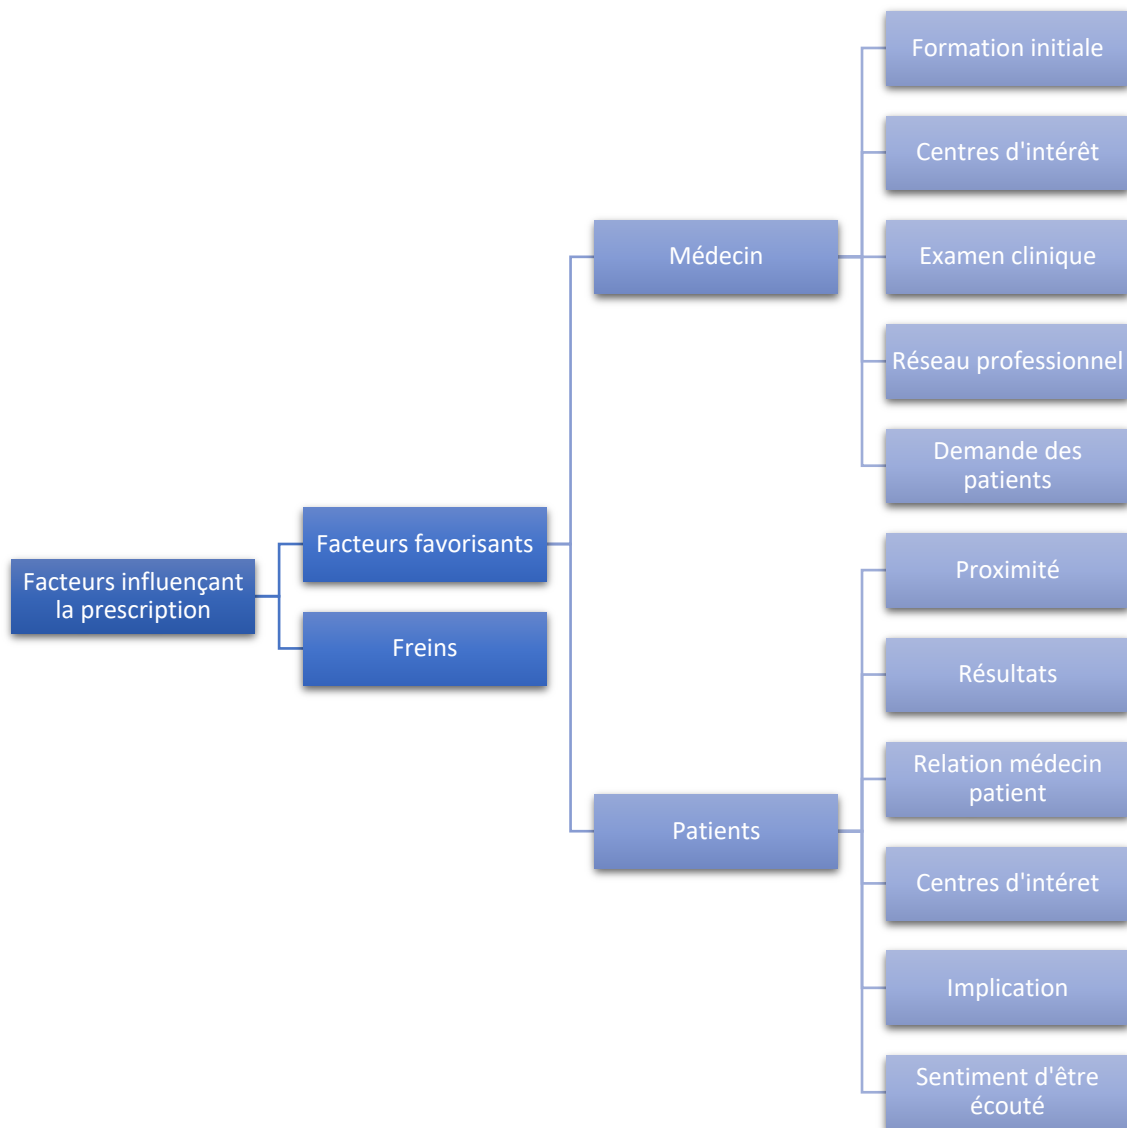 Formation initiale
Centres d'intérêt
Médecin
Examen clinique
Réseau professionnel
Demande des
patients
Facteurs favorisants
Proximité
Facteurs influençant
la prescription
Freins
Résultats
Relation médecin
patient
Patients
Centres d'intéret
Implication
Sentiment d'être
écouté